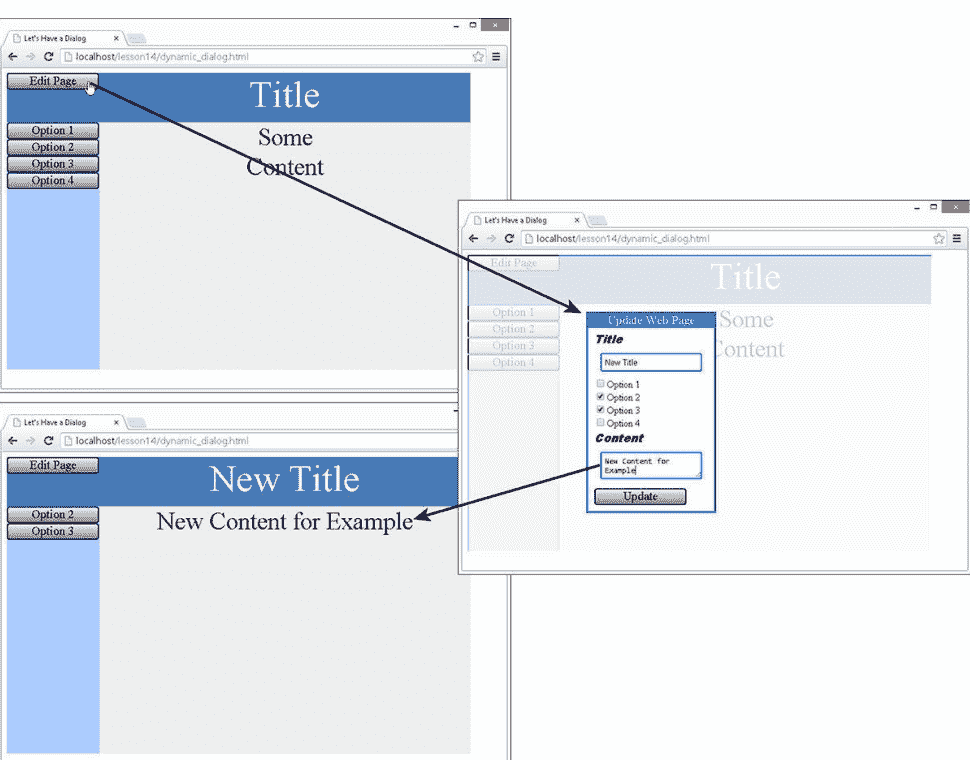 Let's Have a Dialog
localhost/lesson14/dynamic_dialog.html
Edit Page
Title
Option 1
Option 2
Option 3
Option 4
Some
Content
Let's Have a Dialog
localhost/lesson14/dynamic_dialog.html
Edit Page
Title
Option 1
Option 2
Option 3
Option 4
Some
Content
Update Web Page
Title
New Title
Option 1
Option 2
Option 3
Option 4
Content
New Content for
Example
Update
Let's Have a Dialog
localhost/lesson14/dynamic_dialog.html
Edit Page
New Title
Option 2
Option 3
New Content for Example